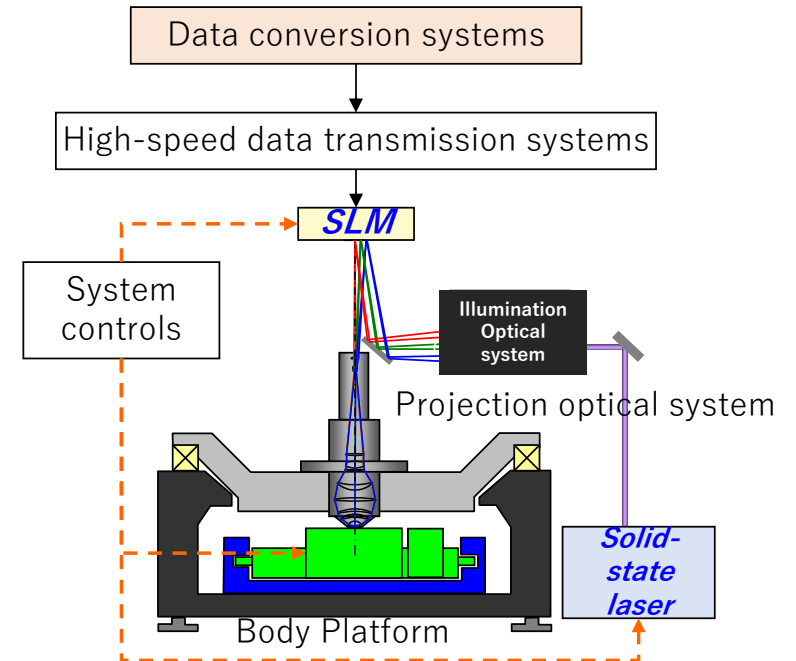 Data conversion systems
High-speed data transmission systems
SLM
System
controls
Illumination
Optical
system
Projection optical system
Solid-
state
laser
Body Platform